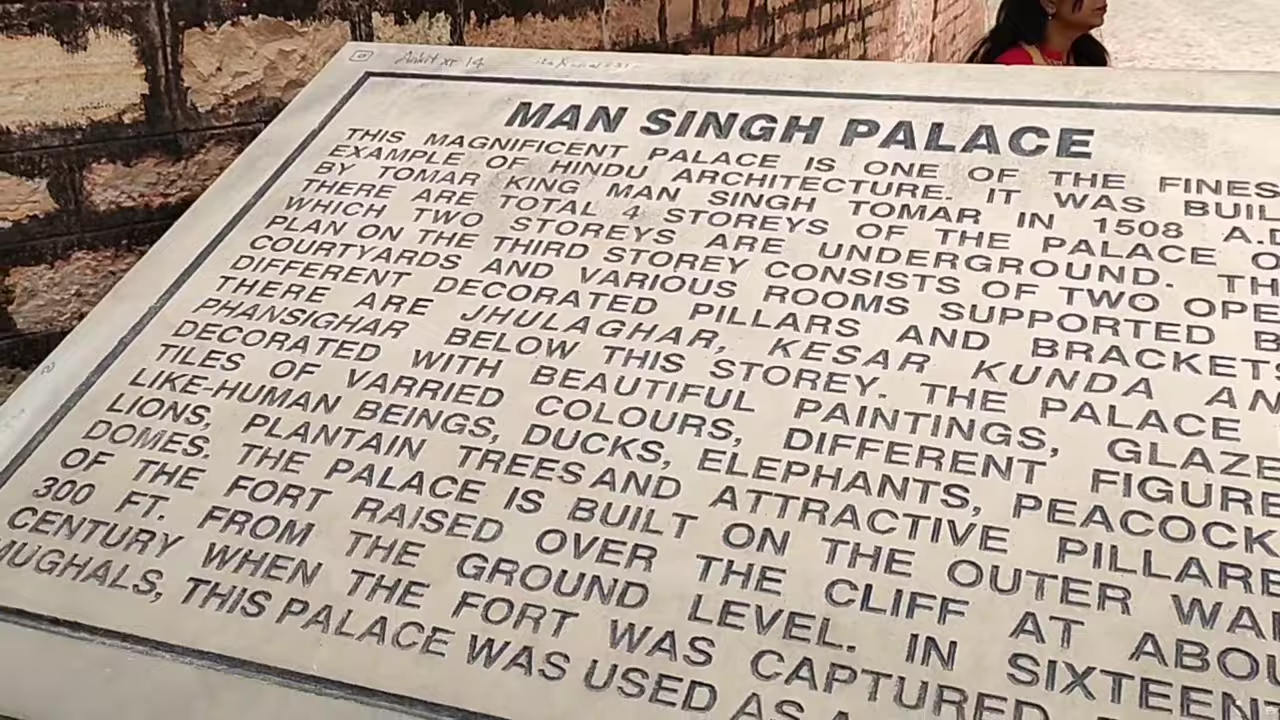 Ankit XI 14
MAN SINGH PALACE
THIS MAGNIFICENT PALACE IS ONE OF THE FINES
EXAMPLE OF HINDU ARCHITECTURE. IT WAS BUIL
BY TOMAR KING MAN SINGH TOMAR IN 1508 A.D
THERE ARE TOTAL 4 STOREYS OF THE PALACE O
WHICH TWO STOREYS ARE UNDERGROUND. TH
PLAN ON THE THIRD STOREY CONSISTS OF TWO OPE
COURTYARDS AND VARIOUS ROOMS SUPPORTED B
DIFFERENT DECORATED PILLARS AND BRACKETS
THERE ARE JHULAGHAR, KESAR KUNDA AN
PHANSIGHAR BELOW THIS STOREY. THE PALACE
DECORATED WITH BEAUTIFUL PAINTINGS, GLAZE
TILES OF VARRIED COLOURS, DIFFERENT FIGURE
LIKE-HUMAN BEINGS, DUCKS, ELEPHANTS, PEACOCK
LIONS, PLANTAIN TREES AND ATTRACTIVE PILLARE
DOMES. THE PALACE IS BUILT ON THE OUTER WAL
OF THE FORT RAISED OVER THE CLIFF AT ABOU
300 FT. FROM THE GROUND LEVEL. IN SIXTEEN
CENTURY WHEN THE FORT WAS CAPTURED
MUGHALS, THIS PALACE WAS USED AS